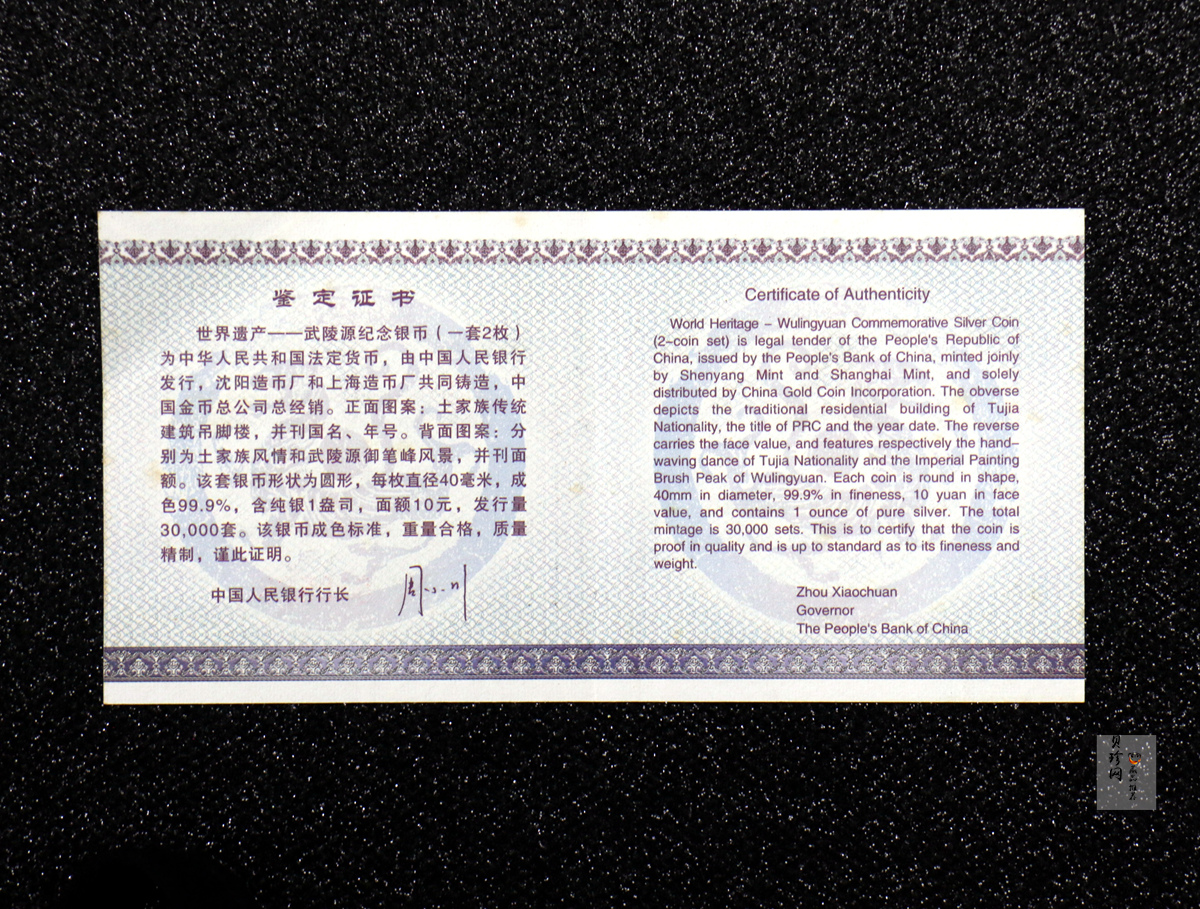 鉴定证书
世界遗产——武陵源纪念银币（一套2枚）
为中华人民共和国法定货币，由中国人民银行
发行，沈阳造币厂和上海造币厂共同铸造，中
国金币总公司总经销。正面图案：土家族传统
建筑吊脚楼，并刊国名、年号。背面图案：分
别为土家族风情和武陵源御笔峰风景，并刊面
额。该套银币形状为圆形，每枚直径40毫米，成
色99.9%，含纯银1盎司，面额10元，发行量
30,000套。该银币成色标准，重量合格，质量
精制，谨此证明。
中国人民银行行长 周小川
Certificate of Authenticity
World Heritage – Wulingyuan Commemorative Silver Coin
(2–coin set) is legal tender of the People's Republic of
China, issued by the People's Bank of China, minted joinly
by Shenyang Mint and Shanghai Mint, and solely
distributed by China Gold Coin Incorporation. The obverse
depicts the traditional residential building of Tujia
Nationality, the title of PRC and the year date. The reverse
carries the face value, and features respectively the hand–
waving dance of Tujia Nationality and the Imperial Painting
Brush Peak of Wulingyuan. Each coin is round in shape,
40mm in diameter, 99.9% in fineness, 10 yuan in face
value, and contains 1 ounce of pure silver. The total
mintage is 30,000 sets. This is to certify that the coin is
proof in quality and is up to standard as to its fineness and
weight.
Zhou Xiaochuan
Governor
The People's Bank of China
贝珍网